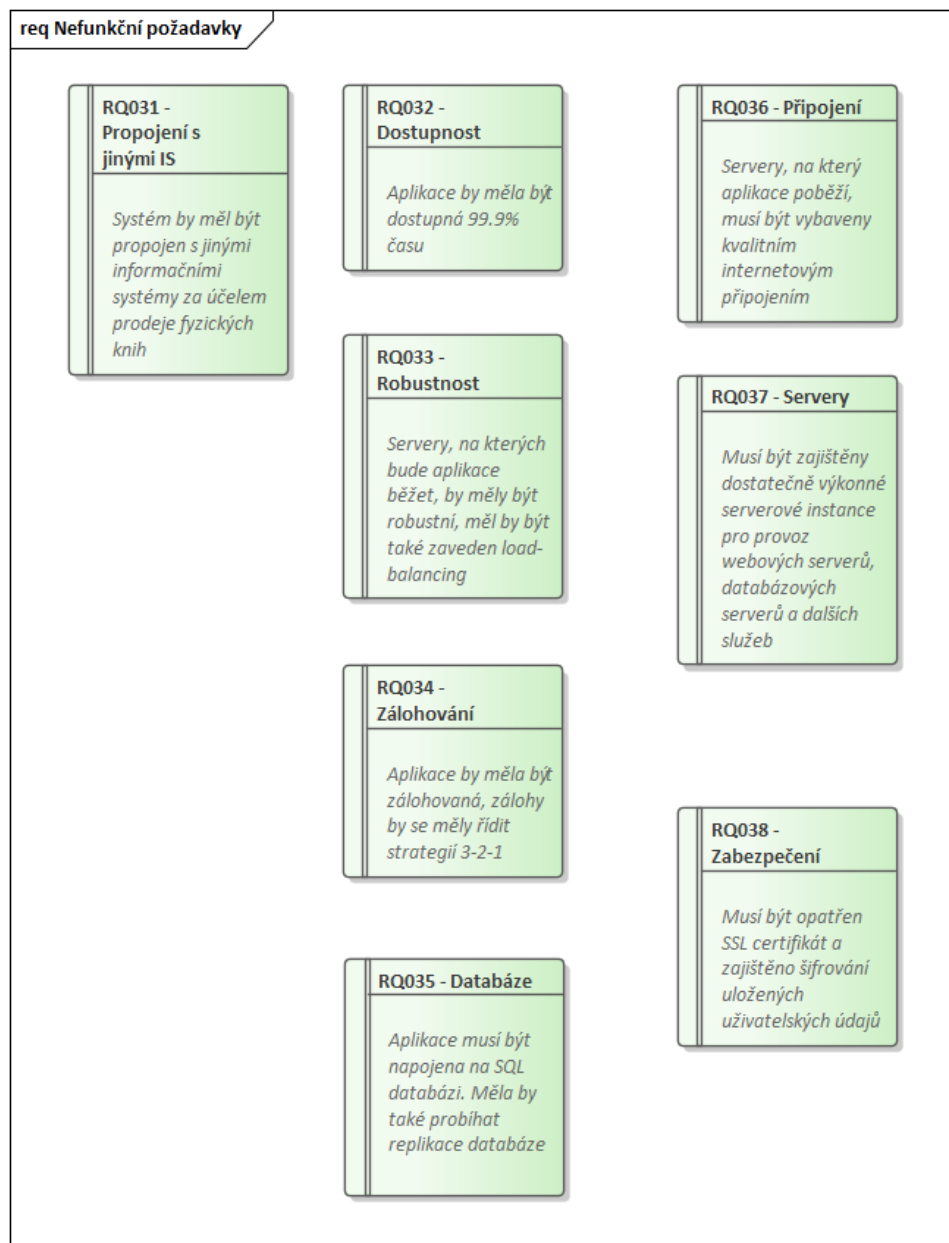 req Nefunkční požadavky
RQ031 -
Propojení s
jinými IS
Systém by měl být
propojen s jinými
informačními
systémy za účelem
prodeje fyzických
knih
RQ032 -
Dostupnost
Aplikace by měla být
dostupná 99.9%
času
RQ033 -
Robustnost
Servery, na kterých
bude aplikace
běžet, by měly být
robustní, měl by být
také zaveden load-
balancing
RQ034 -
Zálohování
Aplikace by měla být
zálohovaná, zálohy
by se měly řídit
strategií 3-2-1
RQ035 - Databáze
Aplikace musí být
napojena na SQL
databázi. Měla by
také probíhat
replikace databáze
RQ036 - Připojení
Servery, na který
aplikace poběží,
musí být vybaveny
kvalitním
internetovým
připojením
RQ037 - Servery
Musí být zajištěny
dostatečně výkonné
serverové instance
pro provoz
webových serverů,
databázových
serverů a dalších
služeb
RQ038 -
Zabezpečení
Musí být opatřen
SSL certifikát a
zajištěno šifrování
uložených
uživatelských údajů